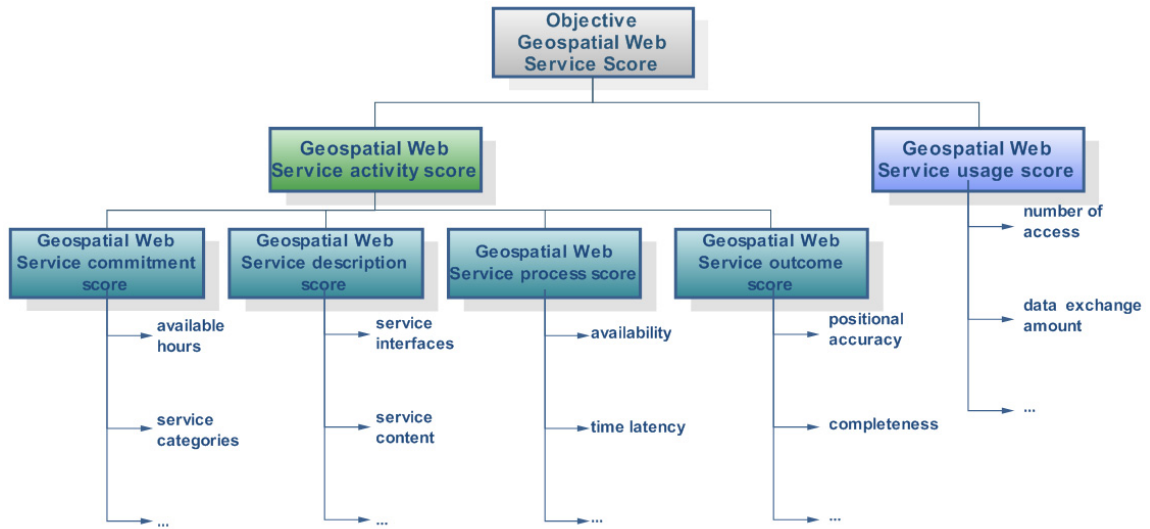 Objective
Geospatial Web
Service Score
Geospatial Web
Service activity score
Geospatial Web
Service usage score
Geospatial Web
Service commitment
score
available
hours
service
categories
...
Geospatial Web
Service description
score
service
interfaces
service
content
...
Geospatial Web
Service process score
availability
time latency
...
Geospatial Web
Service outcome
score
positional
accuracy
completeness
...
number of
access
data exchange
amount
...